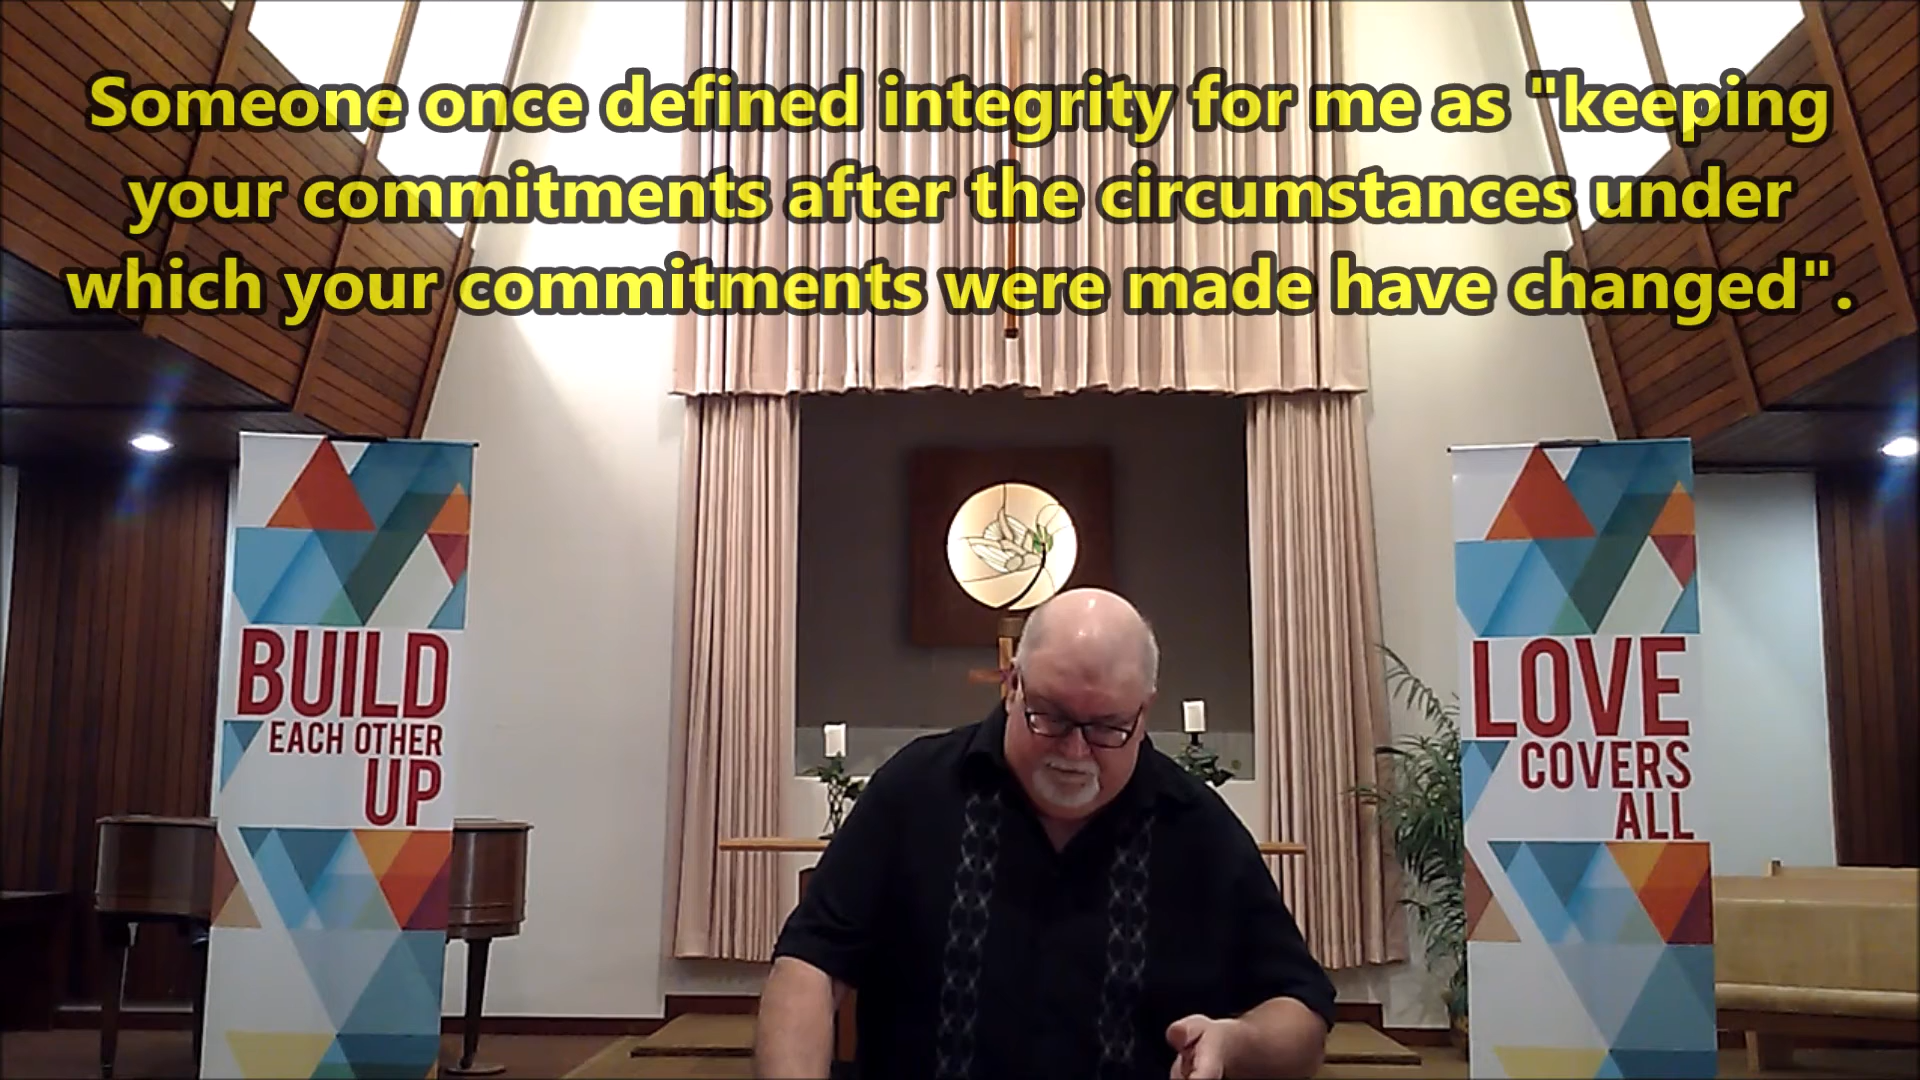 Someone once defined integrity for me as "keeping
your commitments after the circumstances under
which your commitments were made have changed".
BUILD
EACH OTHER
UP
LOVE
COVERS
ALL